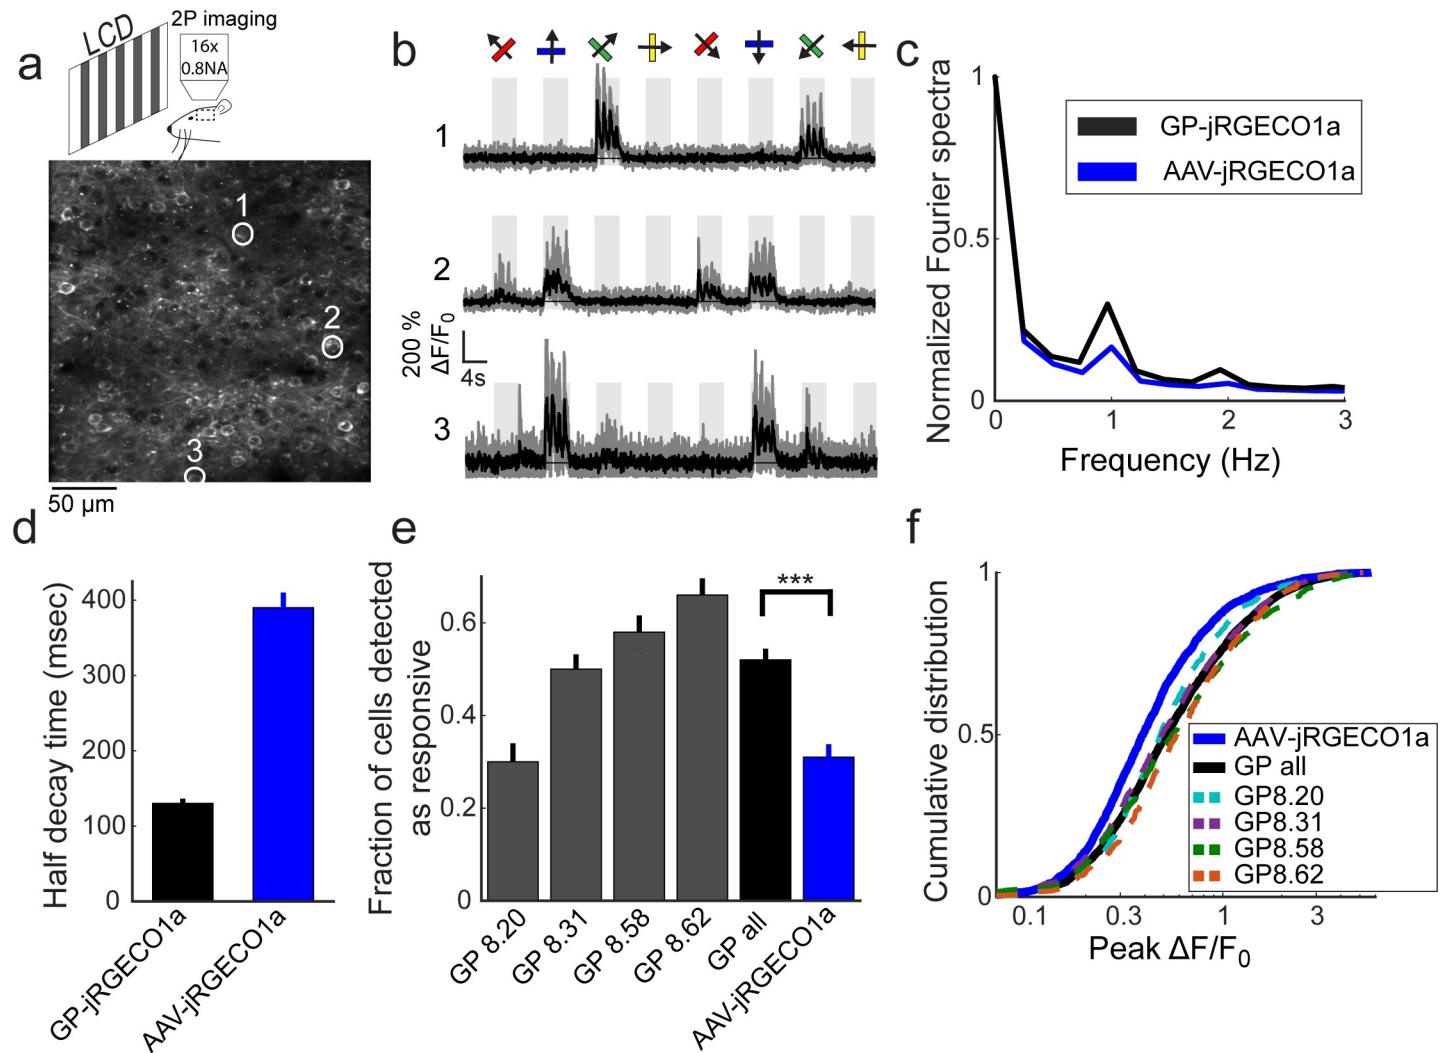 a
LCD
2P imaging
16x
0.8NA
1
2
3
50 µm
b
1
2
3
200 %
ΔF/F0
4s
c
Normalized Fourier spectra
1
0.5
0
0
1
2
3
Frequency (Hz)
GP-jRGECO1a
AAV-jRGECO1a
d
Half decay time (msec)
400
300
200
100
0
GP-jRGECO1a
AAV-jRGECO1a
e
Fraction of cells detected
as responsive
0.6
0.4
0.2
0
***
GP 8.20
GP 8.31
GP 8.58
GP 8.62
GP all
AAV-jRGECO1a
f
Cumulative distribution
1
0.5
0
0.1
0.3
1
3
Peak ΔF/F0
AAV-jRGECO1a
GP all
GP8.20
GP8.31
GP8.58
GP8.62